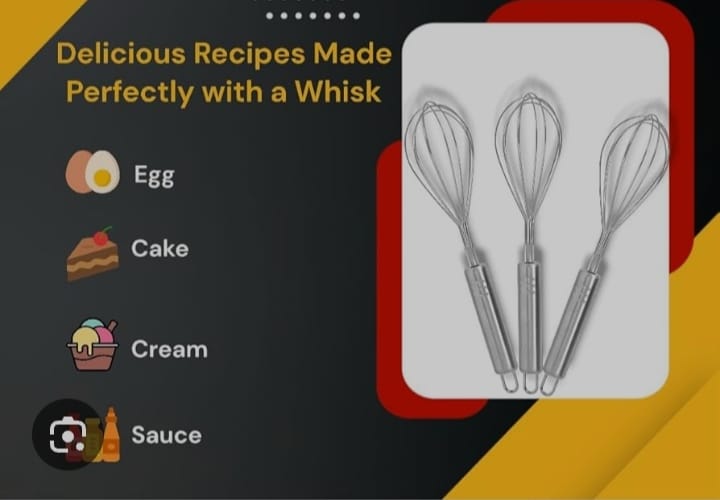 Delicious Recipes Made
Perfectly with a Whisk
Egg
Cake
Cream
Sauce